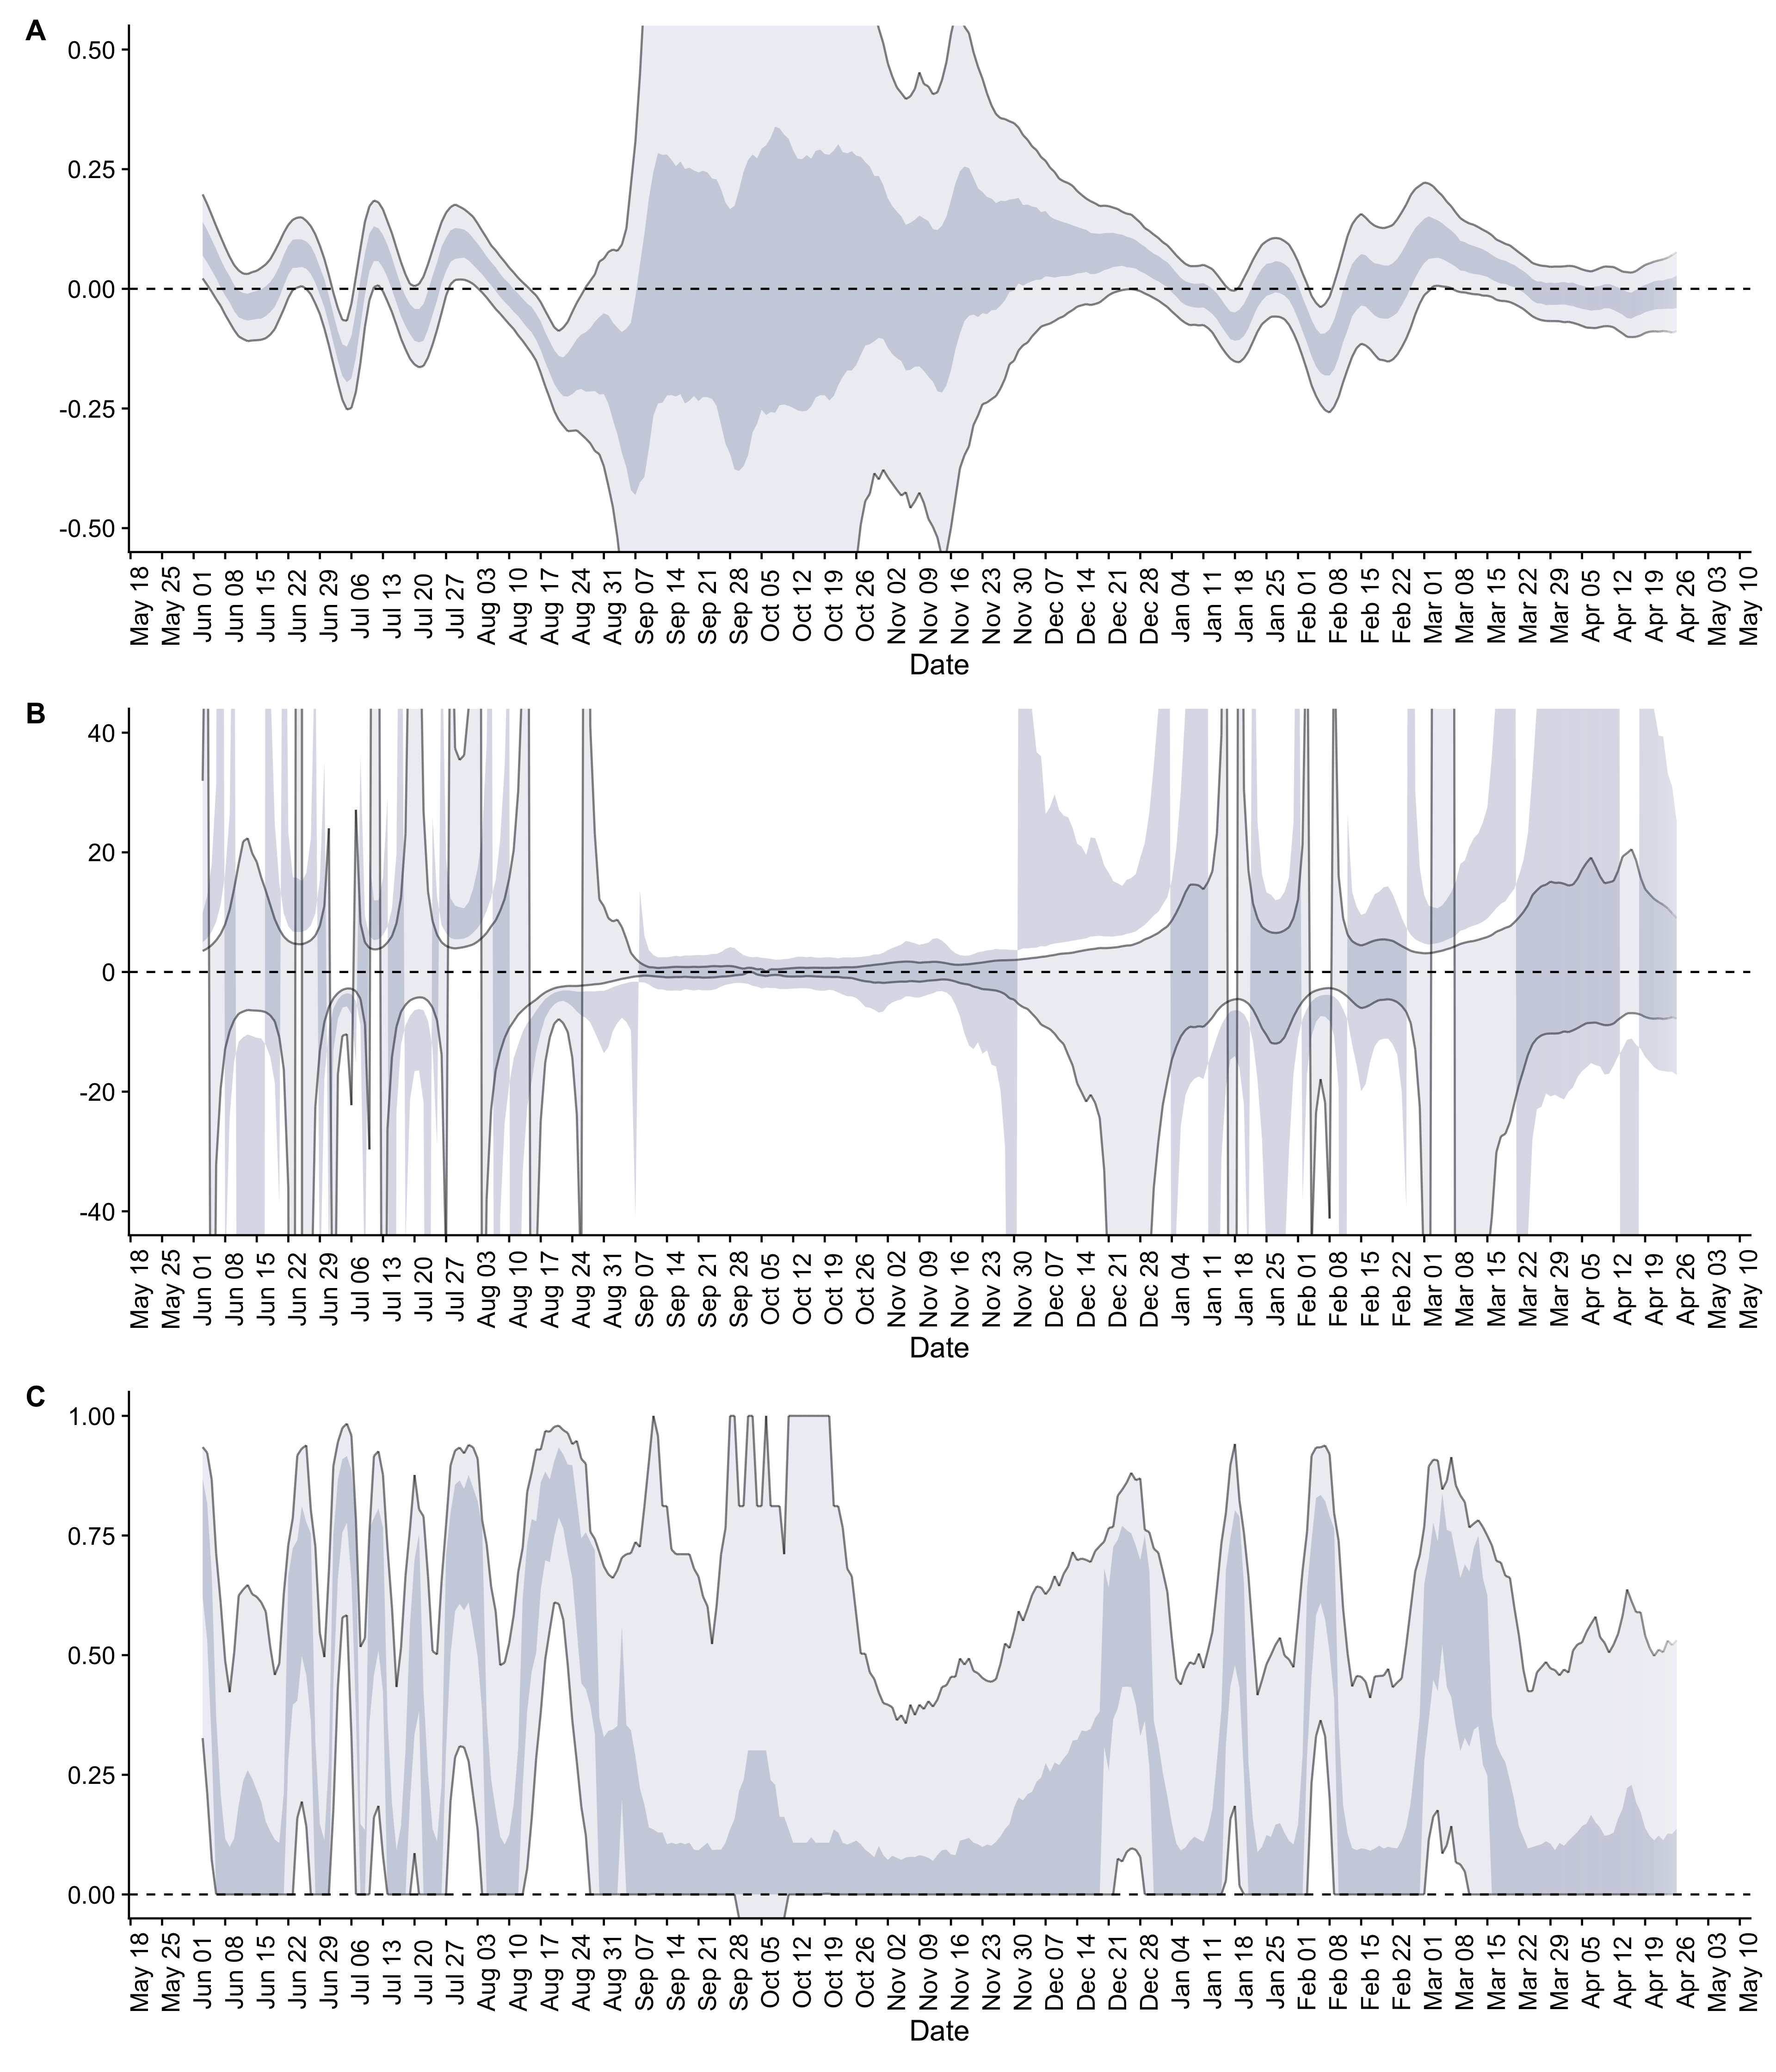 A
0.50
0.25
0.00
-0.25
-0.50
May 18 May 25 Jun 01 Jun 08 Jun 15 Jun 22 Jun 29 Jul 06 Jul 13 Jul 20 Jul 27 Aug 03 Aug 10 Aug 17 Aug 24 Aug 31 Sep 07 Sep 14 Sep 21 Sep 28 Oct 05 Oct 12 Oct 19 Oct 26 Nov 02 Nov 09 Nov 16 Nov 23 Nov 30 Dec 07 Dec 14 Dec 21 Dec 28 Jan 04 Jan 11 Jan 18 Jan 25 Feb 01 Feb 08 Feb 15 Feb 22 Mar 01 Mar 08 Mar 15 Mar 22 Mar 29 Apr 05 Apr 12 Apr 19 Apr 26 May 03 May 10
Date
B
40
20
0
-20
-40
May 18 May 25 Jun 01 Jun 08 Jun 15 Jun 22 Jun 29 Jul 06 Jul 13 Jul 20 Jul 27 Aug 03 Aug 10 Aug 17 Aug 24 Aug 31 Sep 07 Sep 14 Sep 21 Sep 28 Oct 05 Oct 12 Oct 19 Oct 26 Nov 02 Nov 09 Nov 16 Nov 23 Nov 30 Dec 07 Dec 14 Dec 21 Dec 28 Jan 04 Jan 11 Jan 18 Jan 25 Feb 01 Feb 08 Feb 15 Feb 22 Mar 01 Mar 08 Mar 15 Mar 22 Mar 29 Apr 05 Apr 12 Apr 19 Apr 26 May 03 May 10
Date
C
1.00
0.75
0.50
0.25
0.00
May 18 May 25 Jun 01 Jun 08 Jun 15 Jun 22 Jun 29 Jul 06 Jul 13 Jul 20 Jul 27 Aug 03 Aug 10 Aug 17 Aug 24 Aug 31 Sep 07 Sep 14 Sep 21 Sep 28 Oct 05 Oct 12 Oct 19 Oct 26 Nov 02 Nov 09 Nov 16 Nov 23 Nov 30 Dec 07 Dec 14 Dec 21 Dec 28 Jan 04 Jan 11 Jan 18 Jan 25 Feb 01 Feb 08 Feb 15 Feb 22 Mar 01 Mar 08 Mar 15 Mar 22 Mar 29 Apr 05 Apr 12 Apr 19 Apr 26 May 03 May 10
Date